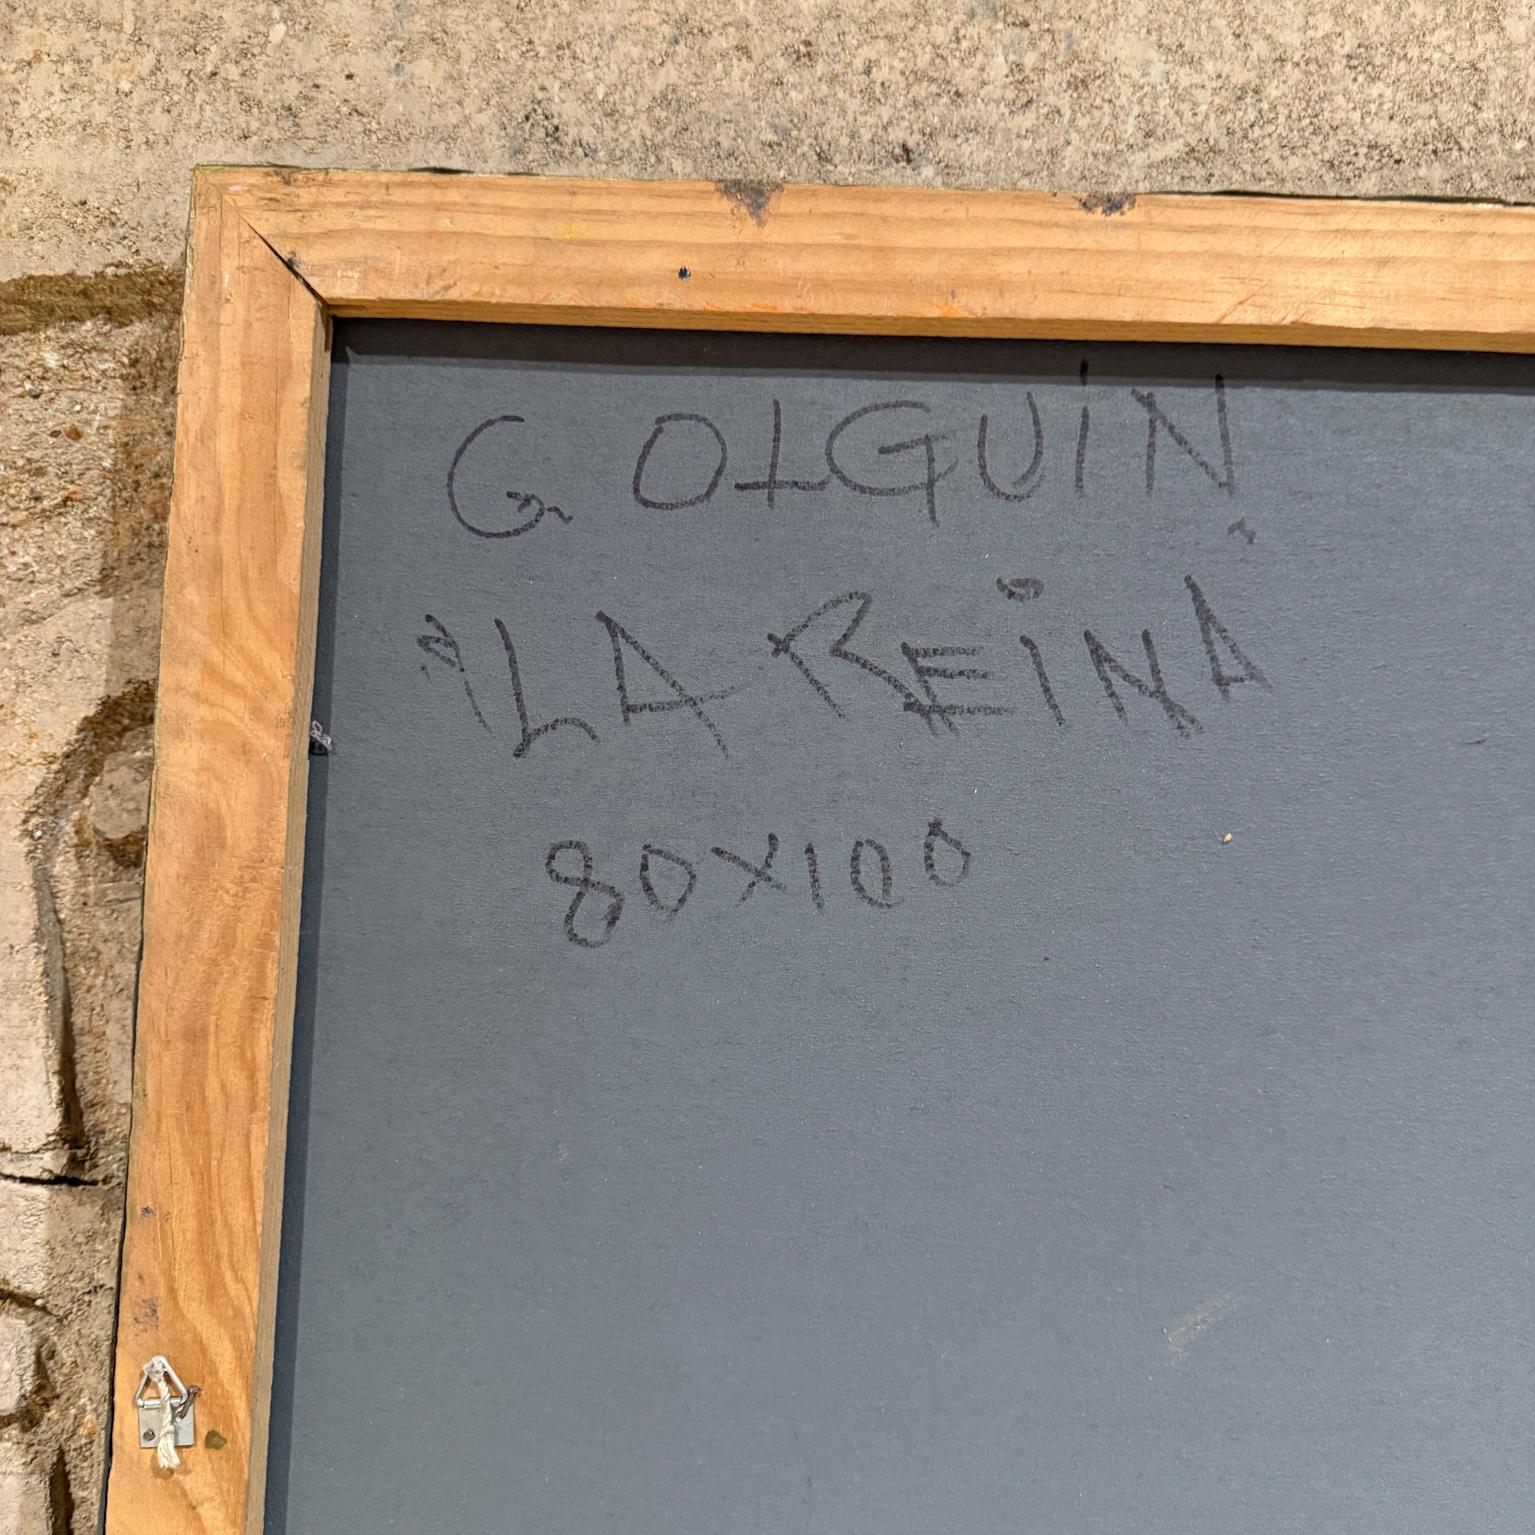 G. OLGUIN.
"LA REINA
80X100